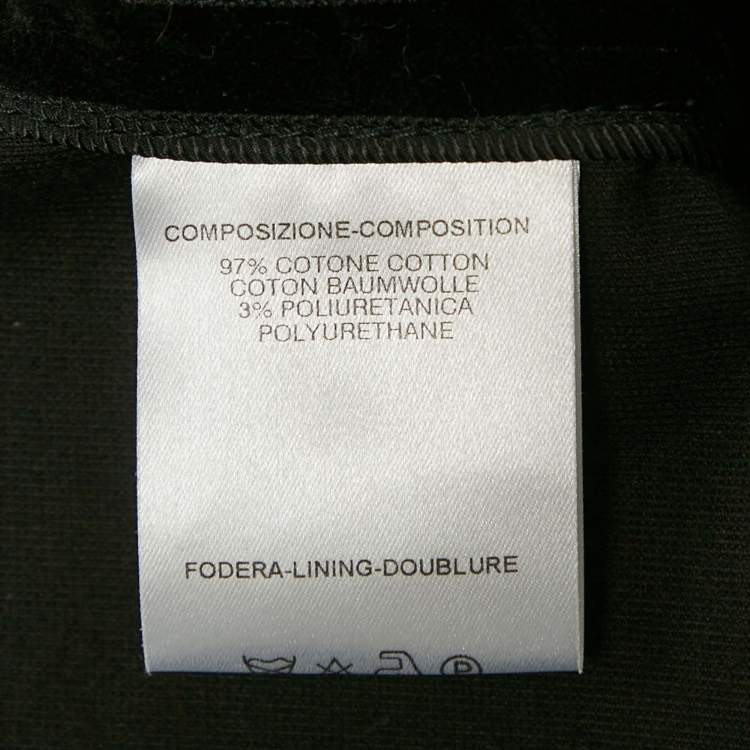 COMPOSIZIONE-COMPOSITION
97% COTONE COTTON
COTON BAUMWOLLE
3% POLIURETANICA
POLYURETHANE
FODERA-LINING-DOUBLURE
P